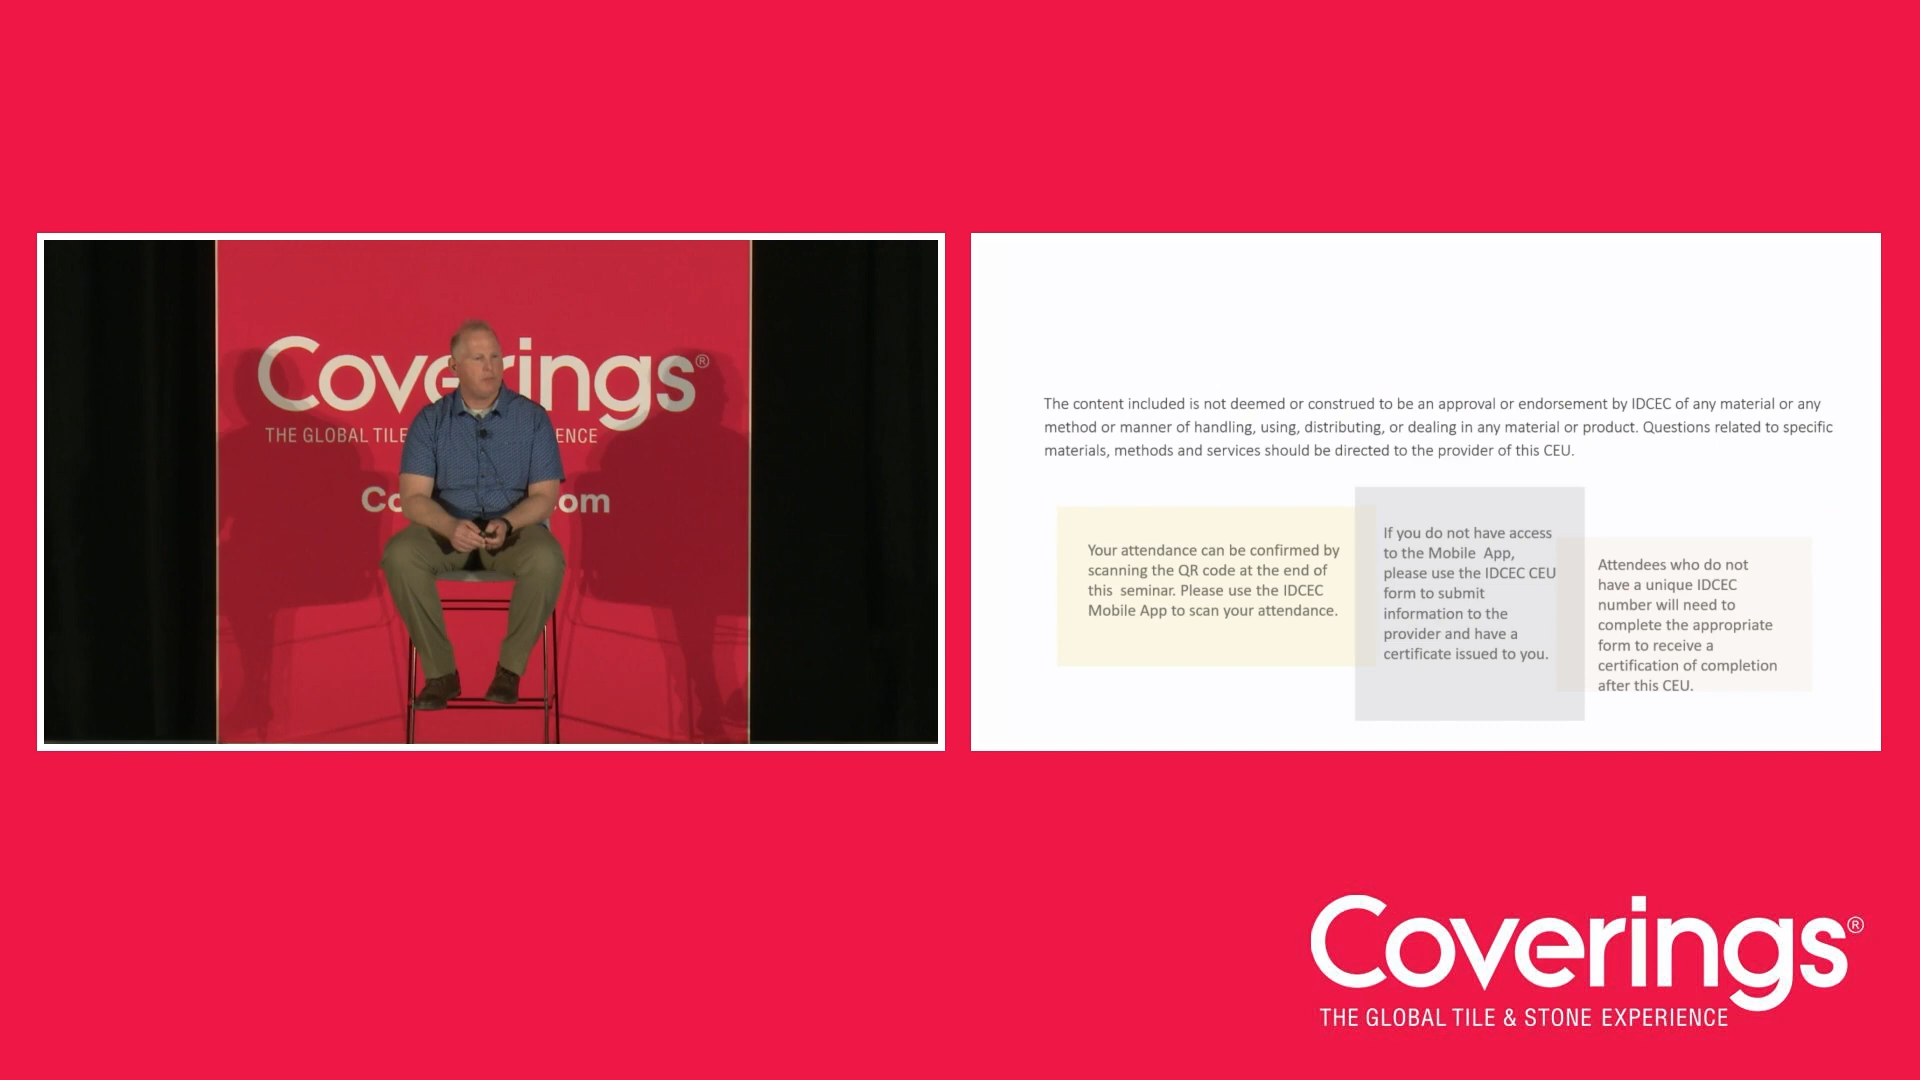 Coverings®
THE GLOBAL TILE ENCE
Co om
The content included is not deemed or construed to be an approval or endorsement by IDCEC of any material or any
method or manner of handling, using, distributing, or dealing in any material or product. Questions related to specific
materials, methods and services should be directed to the provider of this CEU.
Your attendance can be confirmed by
scanning the QR code at the end of
this seminar. Please use the IDCEC
Mobile App to scan your attendance.
If you do not have access
to the Mobile App,
please use the IDCEC CEU
form to submit
information to the
provider and have a
certificate issued to you.
Attendees who do not
have a unique IDCEC
number will need to
complete the appropriate
form to receive a
certification of completion
after this CEU.
Coverings®
THE GLOBAL TILE & STONE EXPERIENCE